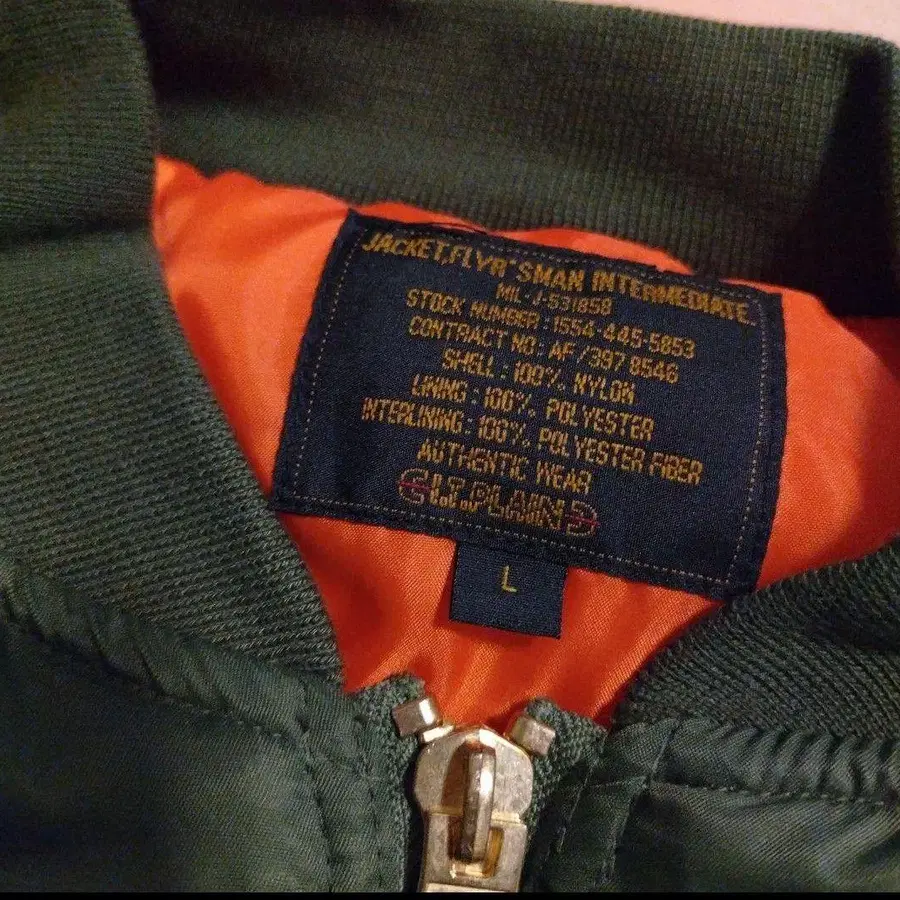 JACKET,FLYR'SMAN INTERMEDIATE.
MIL-J-53185B
STOCK NUMBER:1554-445-5853
CONTRACT NO: AF/397 8546
SHELL: 100% NYLON
LINING: 100% POLYESTER
INTERLINING: 100% POLYESTER FIBER
AUTHENTIC WEAR
L